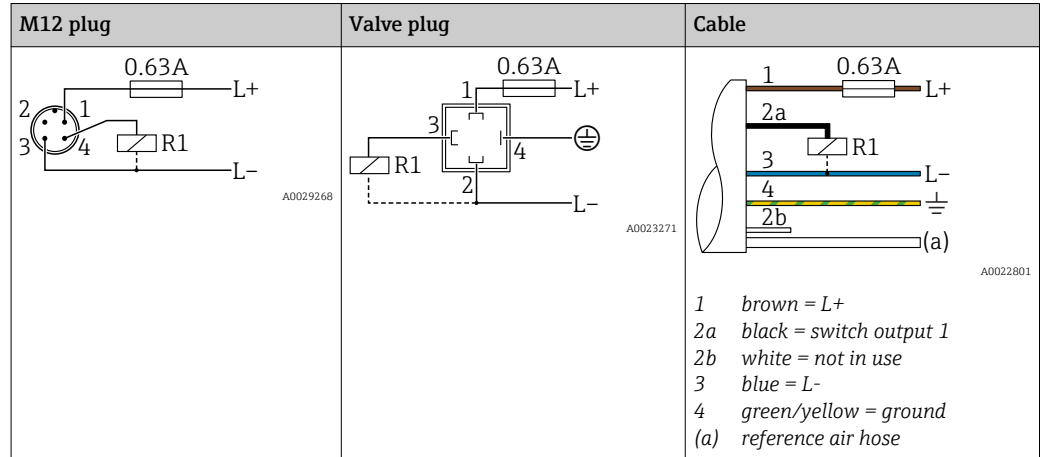 M12 plug
Valve plug
Cable
0.63A
L+
2
1
3
4
R1
L–
A0029268
0.63A
1
L+
3
4
R1
2
L–
A0023271
1
0.63A
L+
2a
R1
3
L–
4
2b
(a)
A0022801
1 brown = L+
2a black = switch output 1
2b white = not in use
3 blue = L-
4 green/yellow = ground
(a) reference air hose